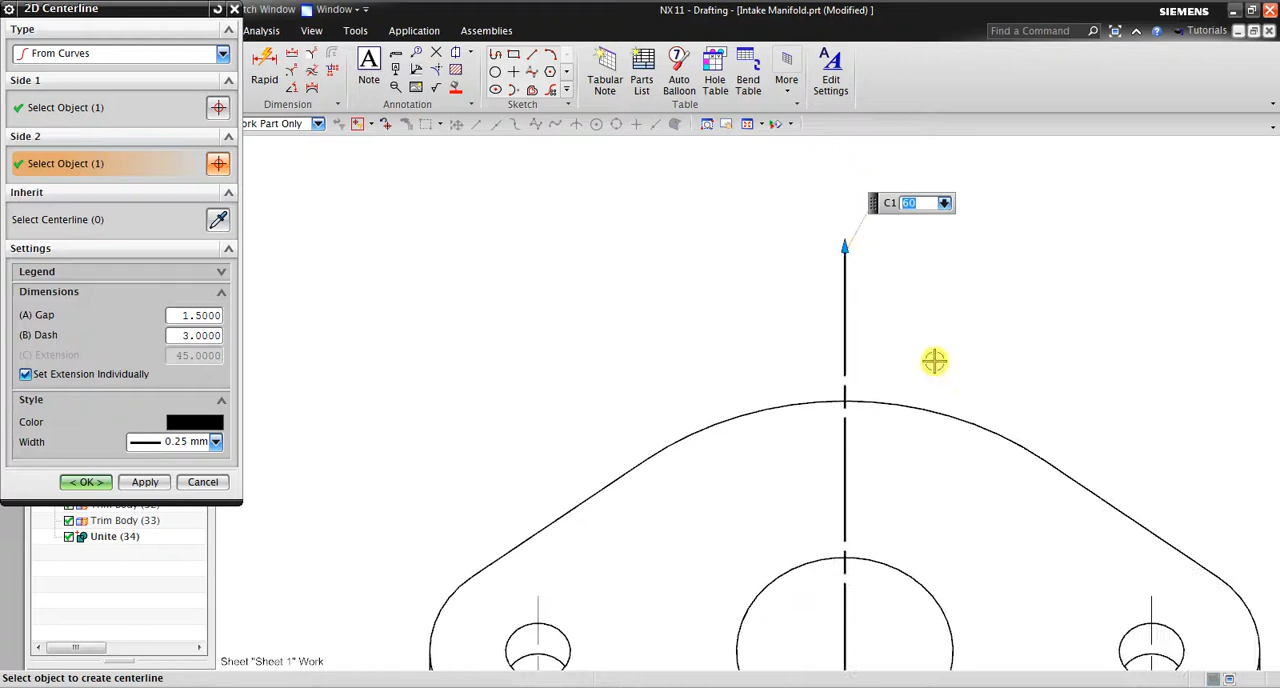 2D Centerline
tch Window
Window
NX 11 - Drafting - [Intake Manifold.prt (Modified) ]
SIEMENS
Analysis
View
Tools
Application
Assemblies
Find a Command
Tutorials
Rapid
Note
Tabular Note
Parts List
Auto Balloon
Hole Table
Bend Table
More
Edit Settings
Dimension
Annotation
Sketch
Table
rk Part Only
Type
From Curves
Side 1
Select Object (1)
Side 2
Select Object (1)
Inherit
Select Centerline (0)
Settings
Legend
Dimensions
(A) Gap 1.5000
(B) Dash 3.0000
(C) Extension 45.0000
Set Extension Individually
Style
Color
Width 0.25 mm
< OK > Apply Cancel
C1 60
Trim Body (33)
Unite (34)
Sheet "Sheet 1" Work
Select object to create centerline